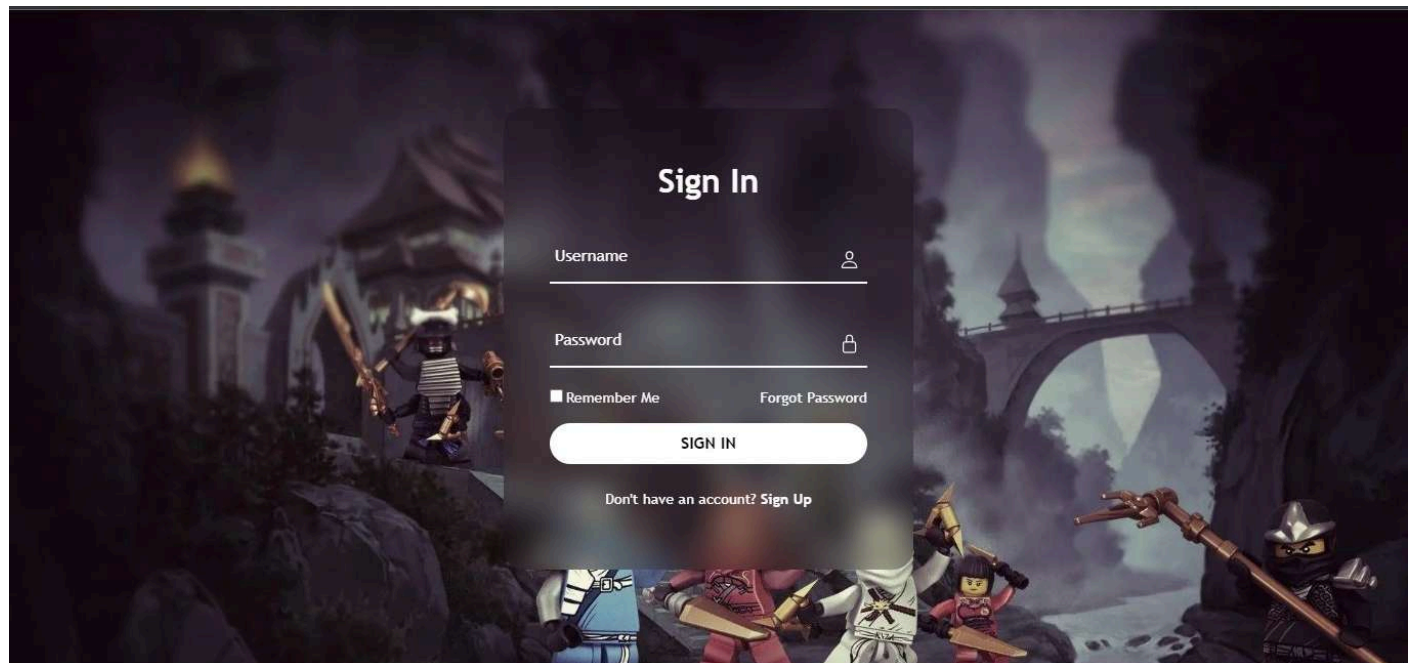 Sign In
Username
Password
Remember Me Forgot Password
SIGN IN
Don't have an account? Sign Up